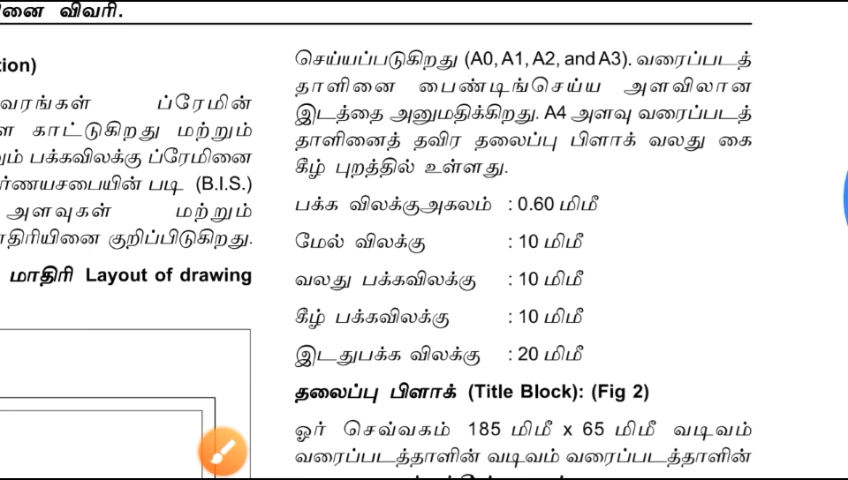 னை விவரி.
tion)
வரங்கள் ப்ரேமின்
ள காட்டுகிறது மற்றும்
ும் பக்கவிலக்கு ப்ரேமினை
ர்ணயசபையின் படி (B.I.S.)
அளவுகள் மற்றும்
ாதிரியினை குறிப்பிடுகிறது.
மாதிரி Layout of drawing
செய்யப்படுகிறது (A0, A1, A2, and A3). வரைப்படத்
தாளினை பைண்டிங்செய்ய அளவிலான
இடத்தை அனுமதிக்கிறது. A4 அளவு வரைப்படத்
தாளினைத் தவிர தலைப்பு பிளாக் வலது கை
கீழ் புறத்தில் உள்ளது.
பக்க விலக்குஅகலம் : 0.60 மிமீ
மேல் விலக்கு : 10 மிமீ
வலது பக்கவிலக்கு : 10 மிமீ
கீழ் பக்கவிலக்கு : 10 மிமீ
இடதுபக்க விலக்கு : 20 மிமீ
தலைப்பு பிளாக் (Title Block): (Fig 2)
ஓர் செவ்வகம் 185 மிமீ x 65 மிமீ வடிவம்
வரைப்படத்தாளின் வடிவம் வரைப்படத்தாளின்